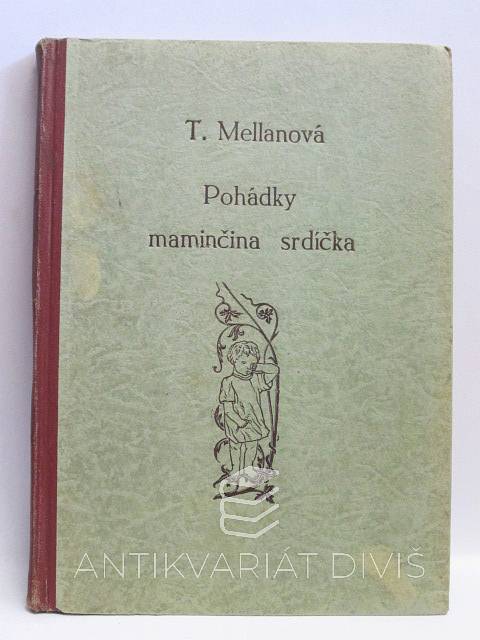 T. Mellanová
Pohádky
maminčina srdíčka
ANTIKVARIÁT DIVIŠ